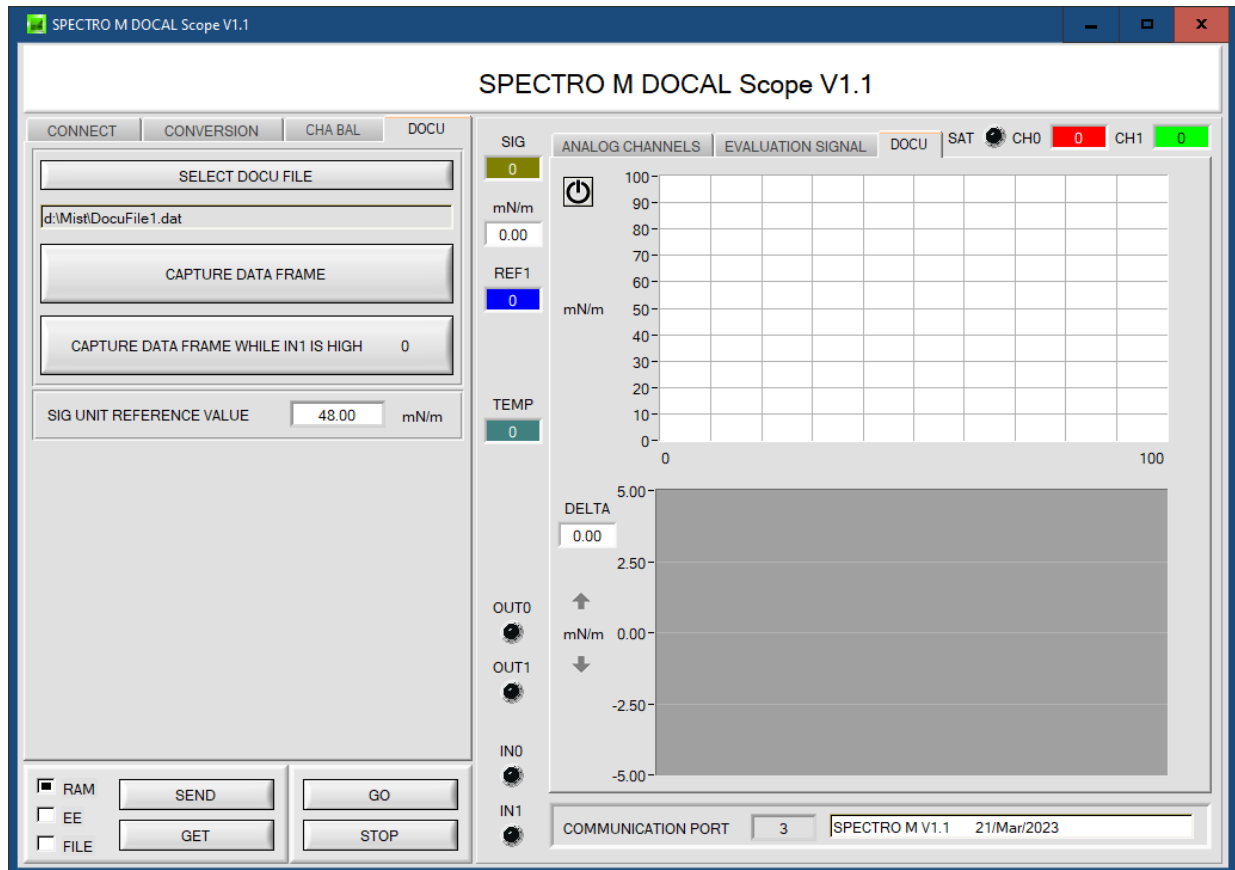 SPECTRO M DOCAL Scope V1.1
SPECTRO M DOCAL Scope V1.1
CONNECT
CONVERSION
CHA BAL
DOCU
SELECT DOCU FILE
d:\Mist\DocuFile1.dat
CAPTURE DATA FRAME
CAPTURE DATA FRAME WHILE IN1 IS HIGH 0
SIG UNIT REFERENCE VALUE 48.00 mN/m
RAM
EE
FILE
SEND
GET
GO
STOP
SIG
0
mN/m
0.00
REF1
0
TEMP
0
OUT0
OUT1
IN0
IN1
ANALOG CHANNELS
EVALUATION SIGNAL
DOCU
SAT
CH0 0
CH1 0
mN/m
100
90
80
70
60
50
40
30
20
10
0
0 100
DELTA
0.00
mN/m
5.00
2.50
0.00
-2.50
-5.00
COMMUNICATION PORT 3 SPECTRO M V1.1 21/Mar/2023